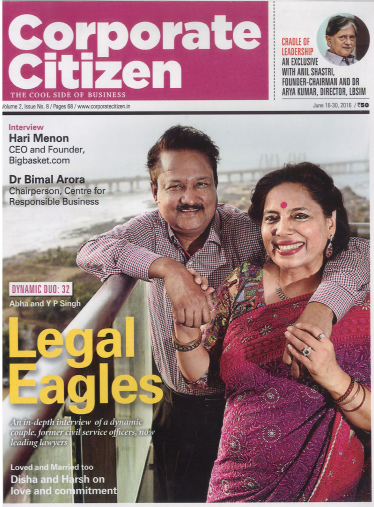 Corporate
Citizen
THE COOL SIDE OF BUSINESS
Volume 2, Issue No. 8 / Pages 68 / www.corporatecitizen.in
CRADLE OF
LEADERSHIP
AN EXCLUSIVE
WITH ANIL SHASTRI,
FOUNDER-CHAIRMAN AND DR
ARYA KUMAR, DIRECTOR, LBSIM
June 16-30, 2016 / ₹50
Interview
Hari Menon
CEO and Founder,
Bigbasket.com
Dr Bimal Arora
Chairperson, Centre for
Responsible Business
DYNAMIC DUO: 32
Abha and Y P Singh
Legal
Eagles
An in-depth interview of a dynamic
couple, former civil service officers, now
leading lawyers
Loved and Married too
Disha and Harsh on
love and commitment